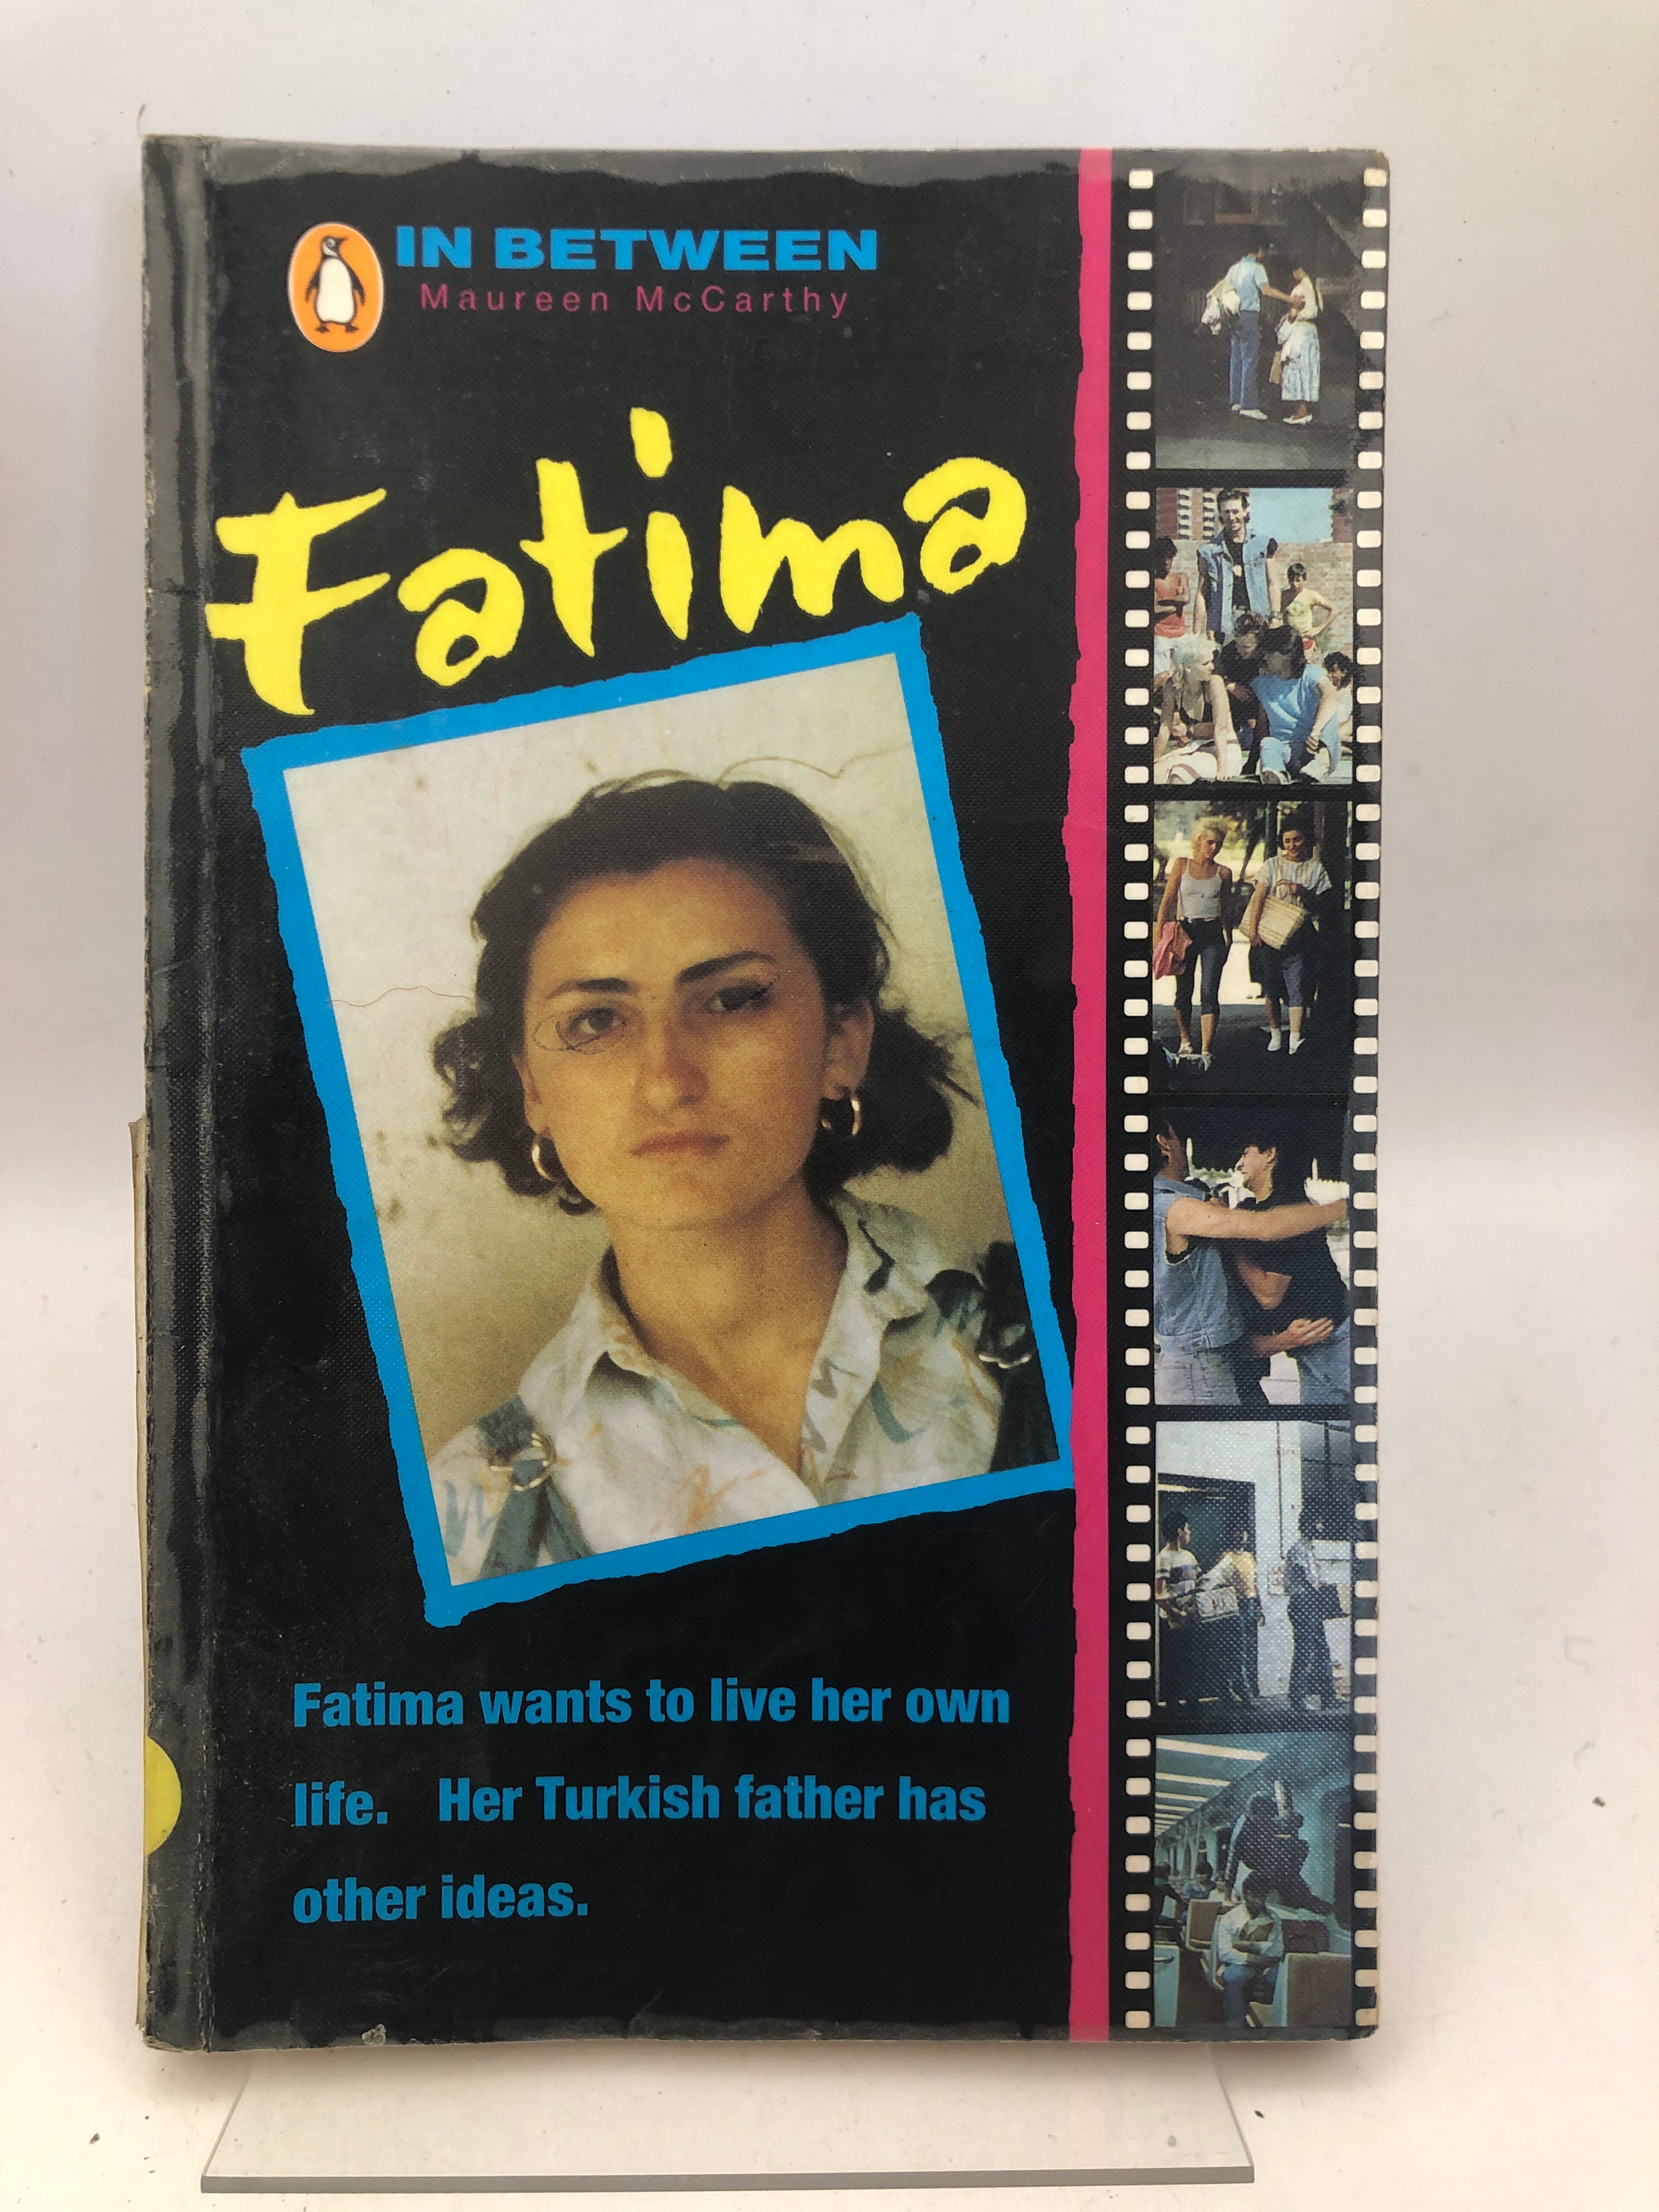 IN BETWEEN
Maureen McCarthy
Fatima
Fatima wants to live her own
life. Her Turkish father has
other ideas.